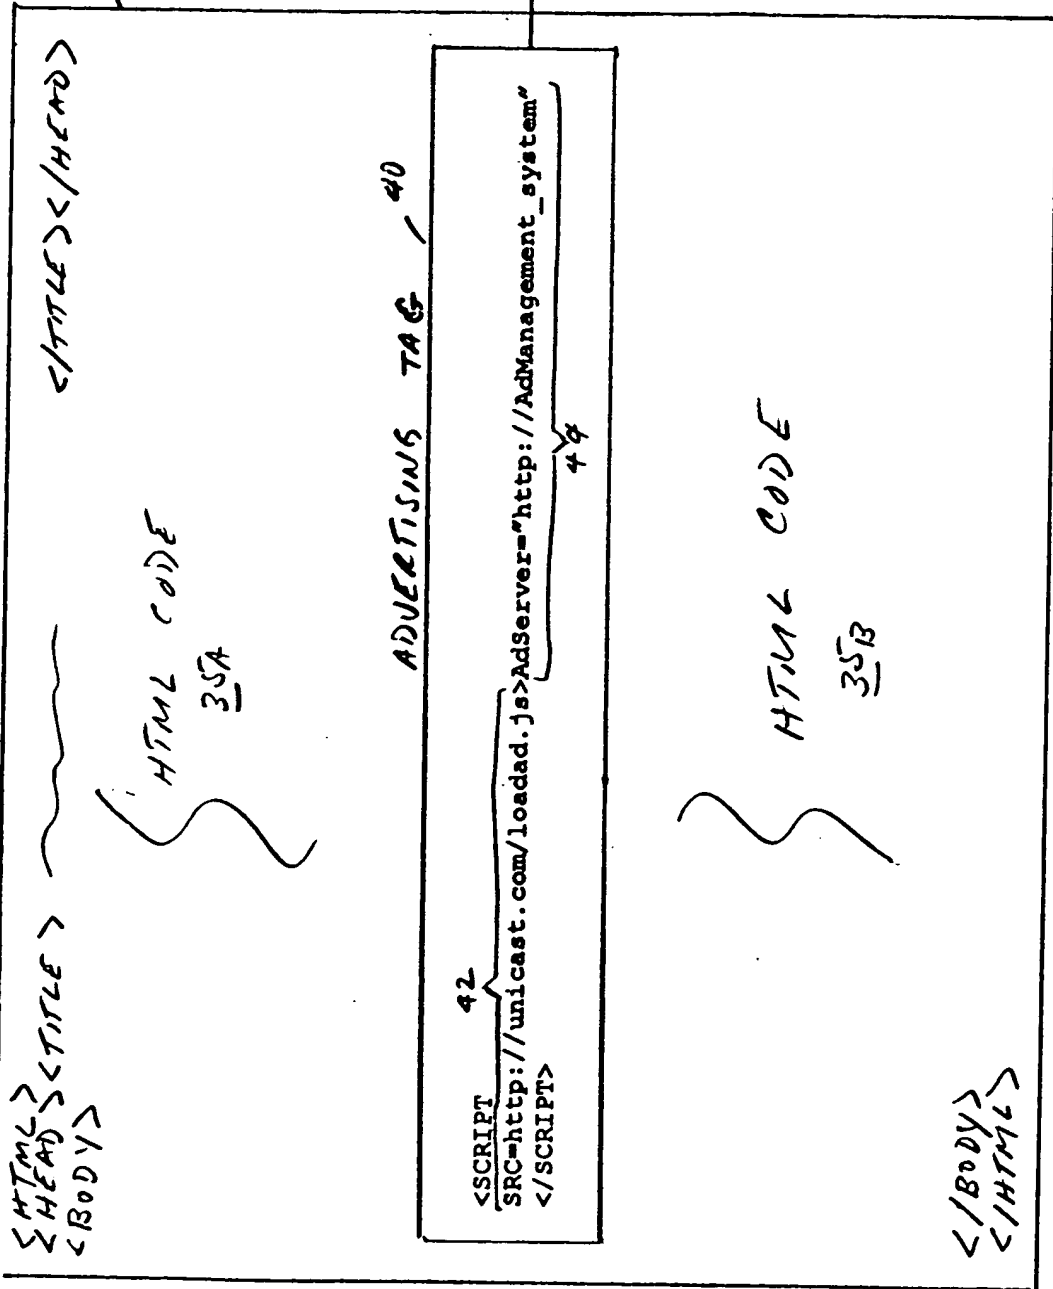 <HTML>
<HEAD><TITLE> </TITLE></HEAD>
<BODY>
HTML CODE
35A
ADVERTISING TAG 40
42
<SCRIPT
SRC=http://unicast.com/loadad.js>AdServer="http://AdManagement_system"
</SCRIPT>
44
HTML CODE
35B
</BODY>
</HTML>